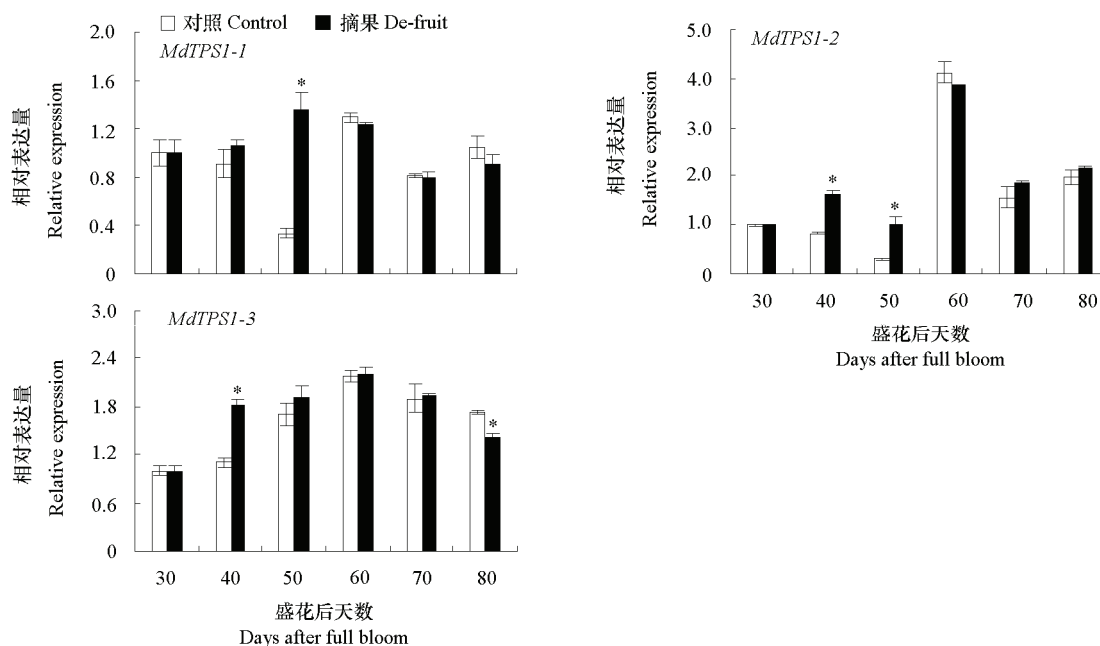 对照 Control 摘果 De-fruit
MdTPS1-1
相对表达量
Relative expression
2.0
1.6
1.2
0.8
0.4
0
*
MdTPS1-2
相对表达量
Relative expression
5.0
4.0
3.0
2.0
1.0
0
* *
30 40 50 60 70 80
盛花后天数
Days after full bloom
MdTPS1-3
相对表达量
Relative expression
3.0
2.4
1.8
1.2
0.6
0
* *
30 40 50 60 70 80
盛花后天数
Days after full bloom